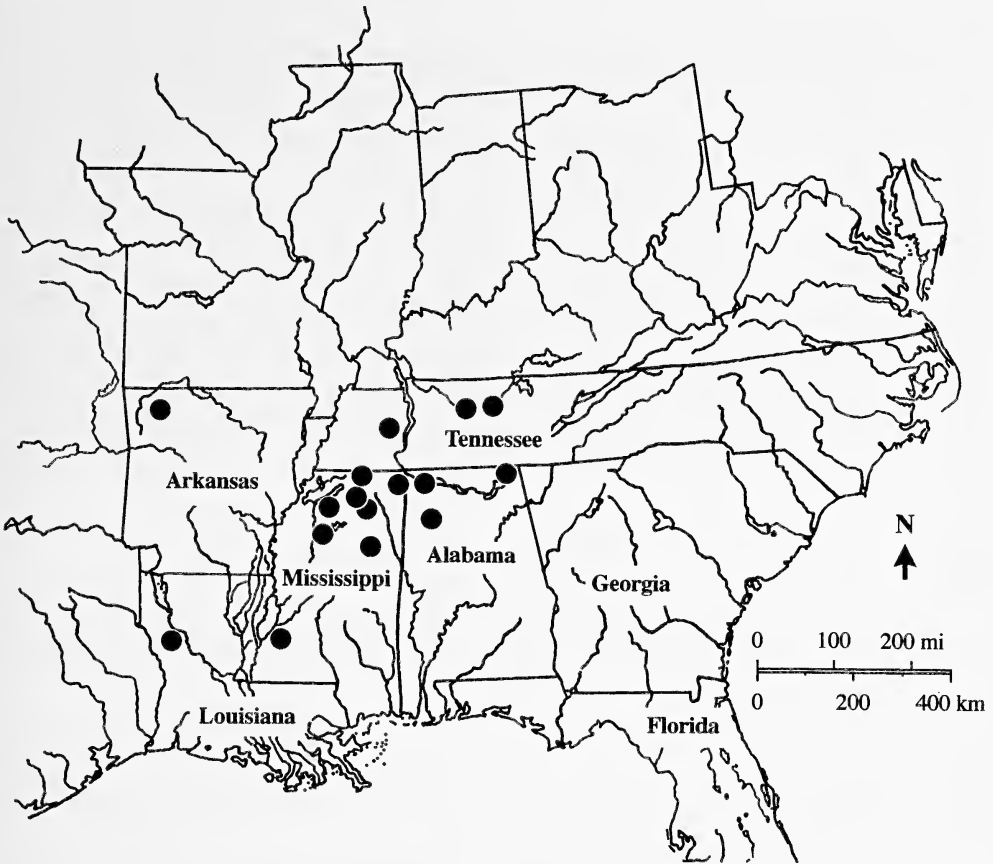 Tennessee
Arkansas
N
Alabama
Mississippi
Georgia
0 100 200 mi
0 200 400 km
Louisiana
Florida